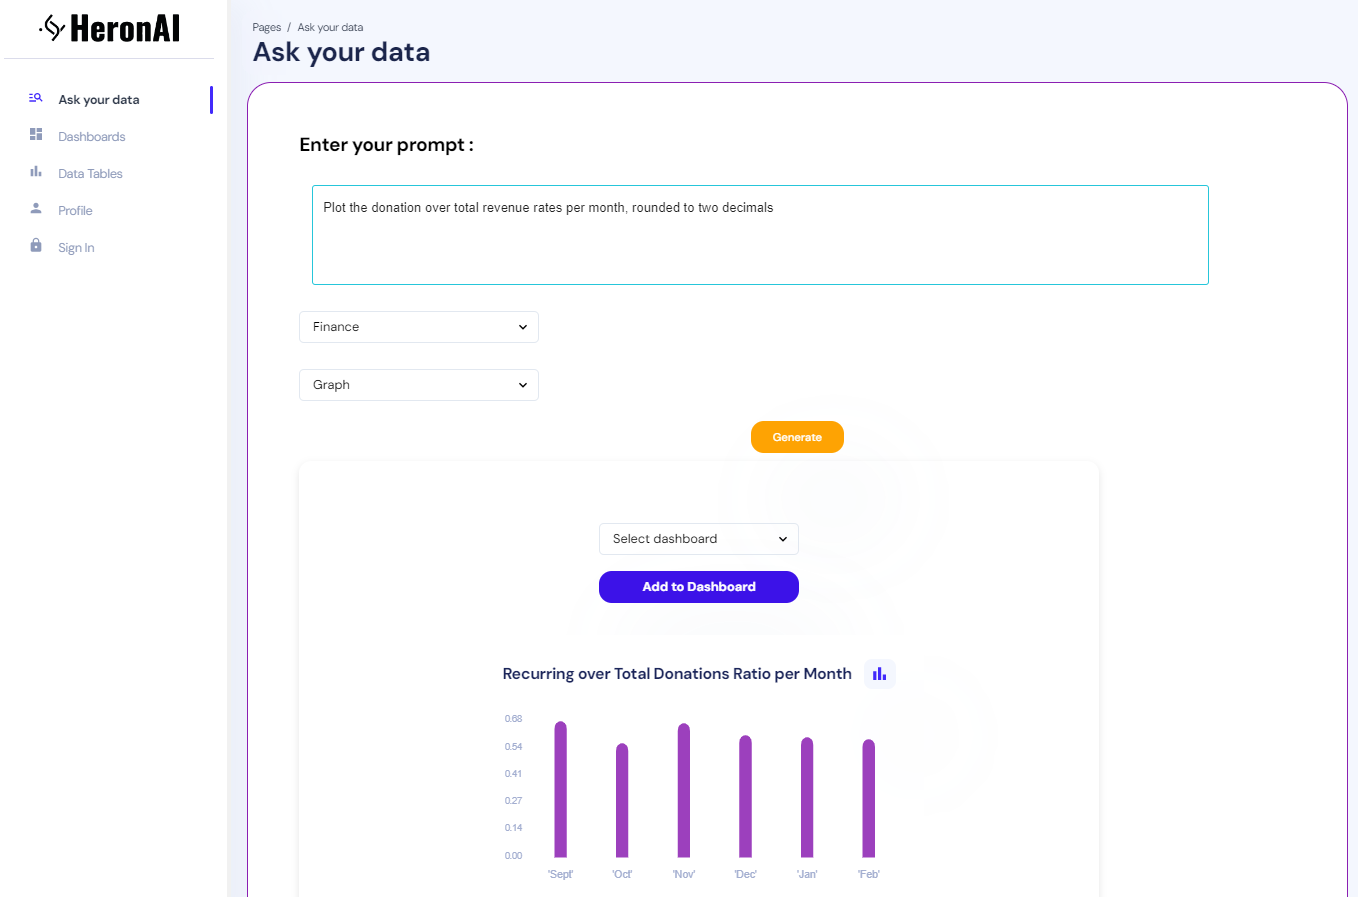 HeronAI
Ask your data
Dashboards
Data Tables
Profile
Sign In
Pages / Ask your data
Ask your data
Enter your prompt :
Plot the donation over total revenue rates per month, rounded to two decimals
Finance
Graph
Generate
Select dashboard
Add to Dashboard
Recurring over Total Donations Ratio per Month
0.68
0.54
0.41
0.27
0.14
0.00
'Sept' 'Oct' 'Nov' 'Dec' 'Jan' 'Feb'